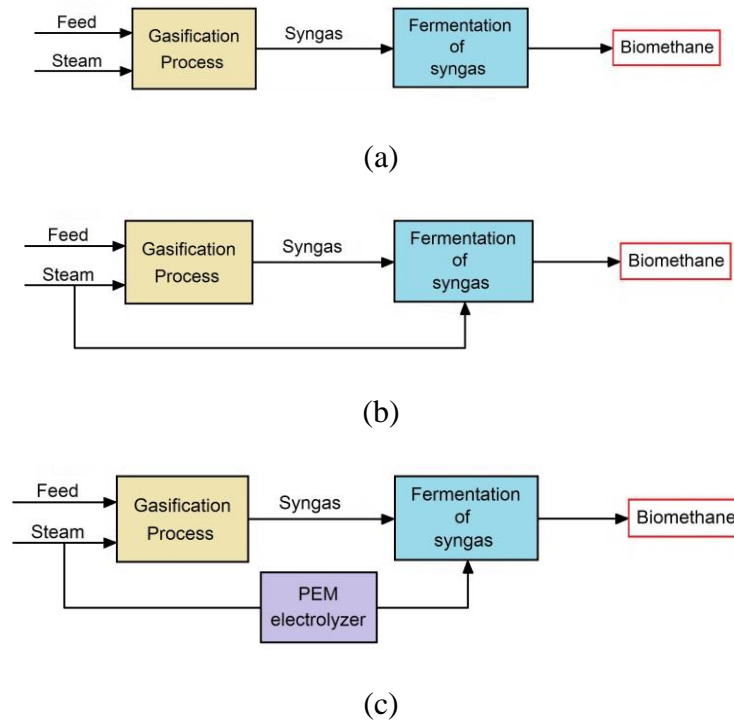 Feed
Steam
Gasification
Process
Syngas
Fermentation
of
syngas
Biomethane
(a)
Feed
Steam
Gasification
Process
Syngas
Fermentation
of
syngas
Biomethane
(b)
Feed
Steam
Gasification
Process
Syngas
Fermentation
of
syngas
Biomethane
PEM
electrolyzer
(c)